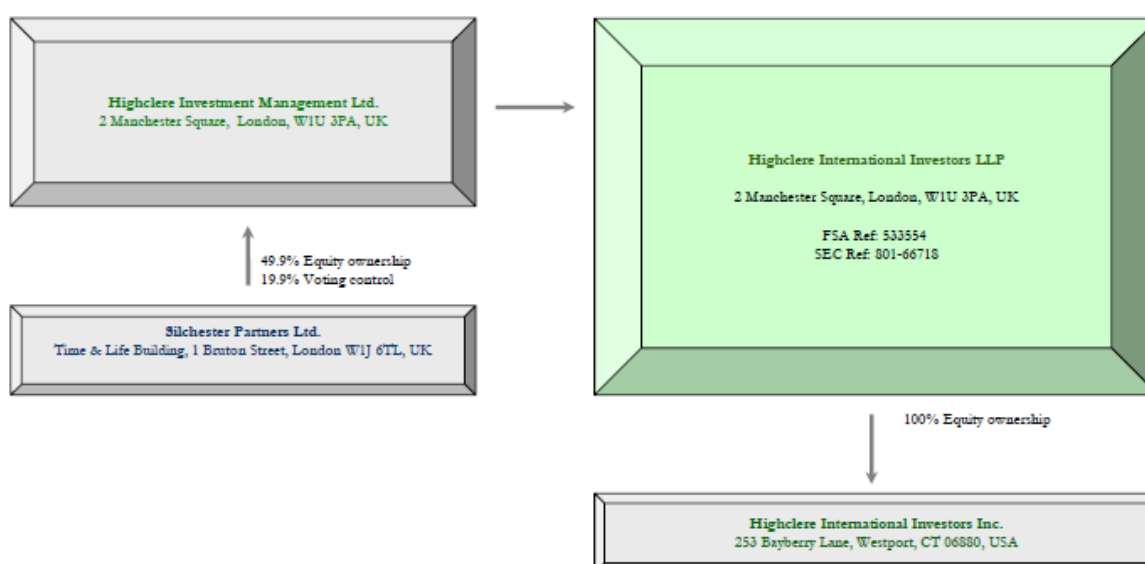 Highclere Investment Management Ltd.
2 Manchester Square, London, W1U 3PA, UK
49.9% Equity ownership
19.9% Voting control
Silchester Partners Ltd.
Time & Life Building, 1 Bruton Street, London W1J 6TL, UK
Highclere International Investors LLP
2 Manchester Square, London, W1U 3PA, UK
FSA Ref: 533554
SEC Ref: 801-66718
100% Equity ownership
Highclere International Investors Inc.
253 Bayberry Lane, Westport, CT 06880, USA